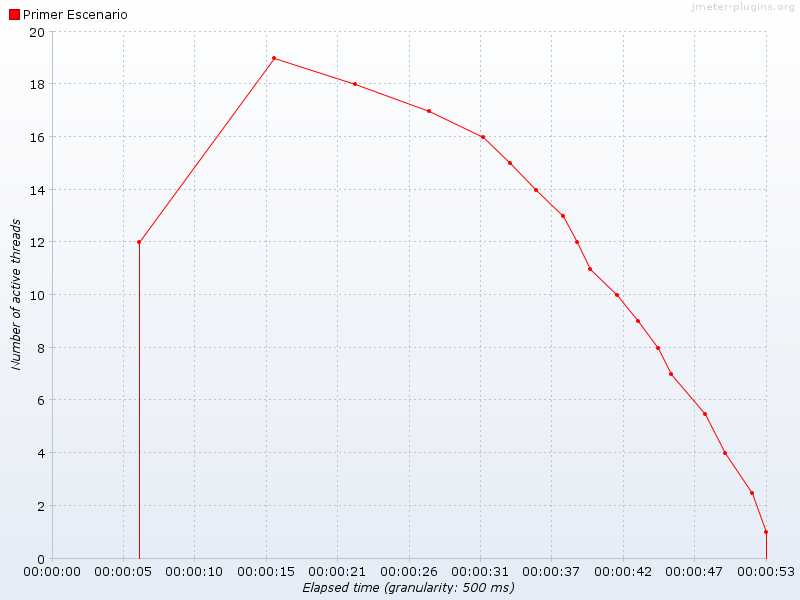 jmeter-plugins.org
Primer Escenario
20
18
16
14
12
10
8
6
4
2
0
Number of active threads
00:00:00 00:00:05 00:00:10 00:00:15 00:00:21 00:00:26 00:00:31 00:00:37 00:00:42 00:00:47 00:00:53
Elapsed time (granularity: 500 ms)